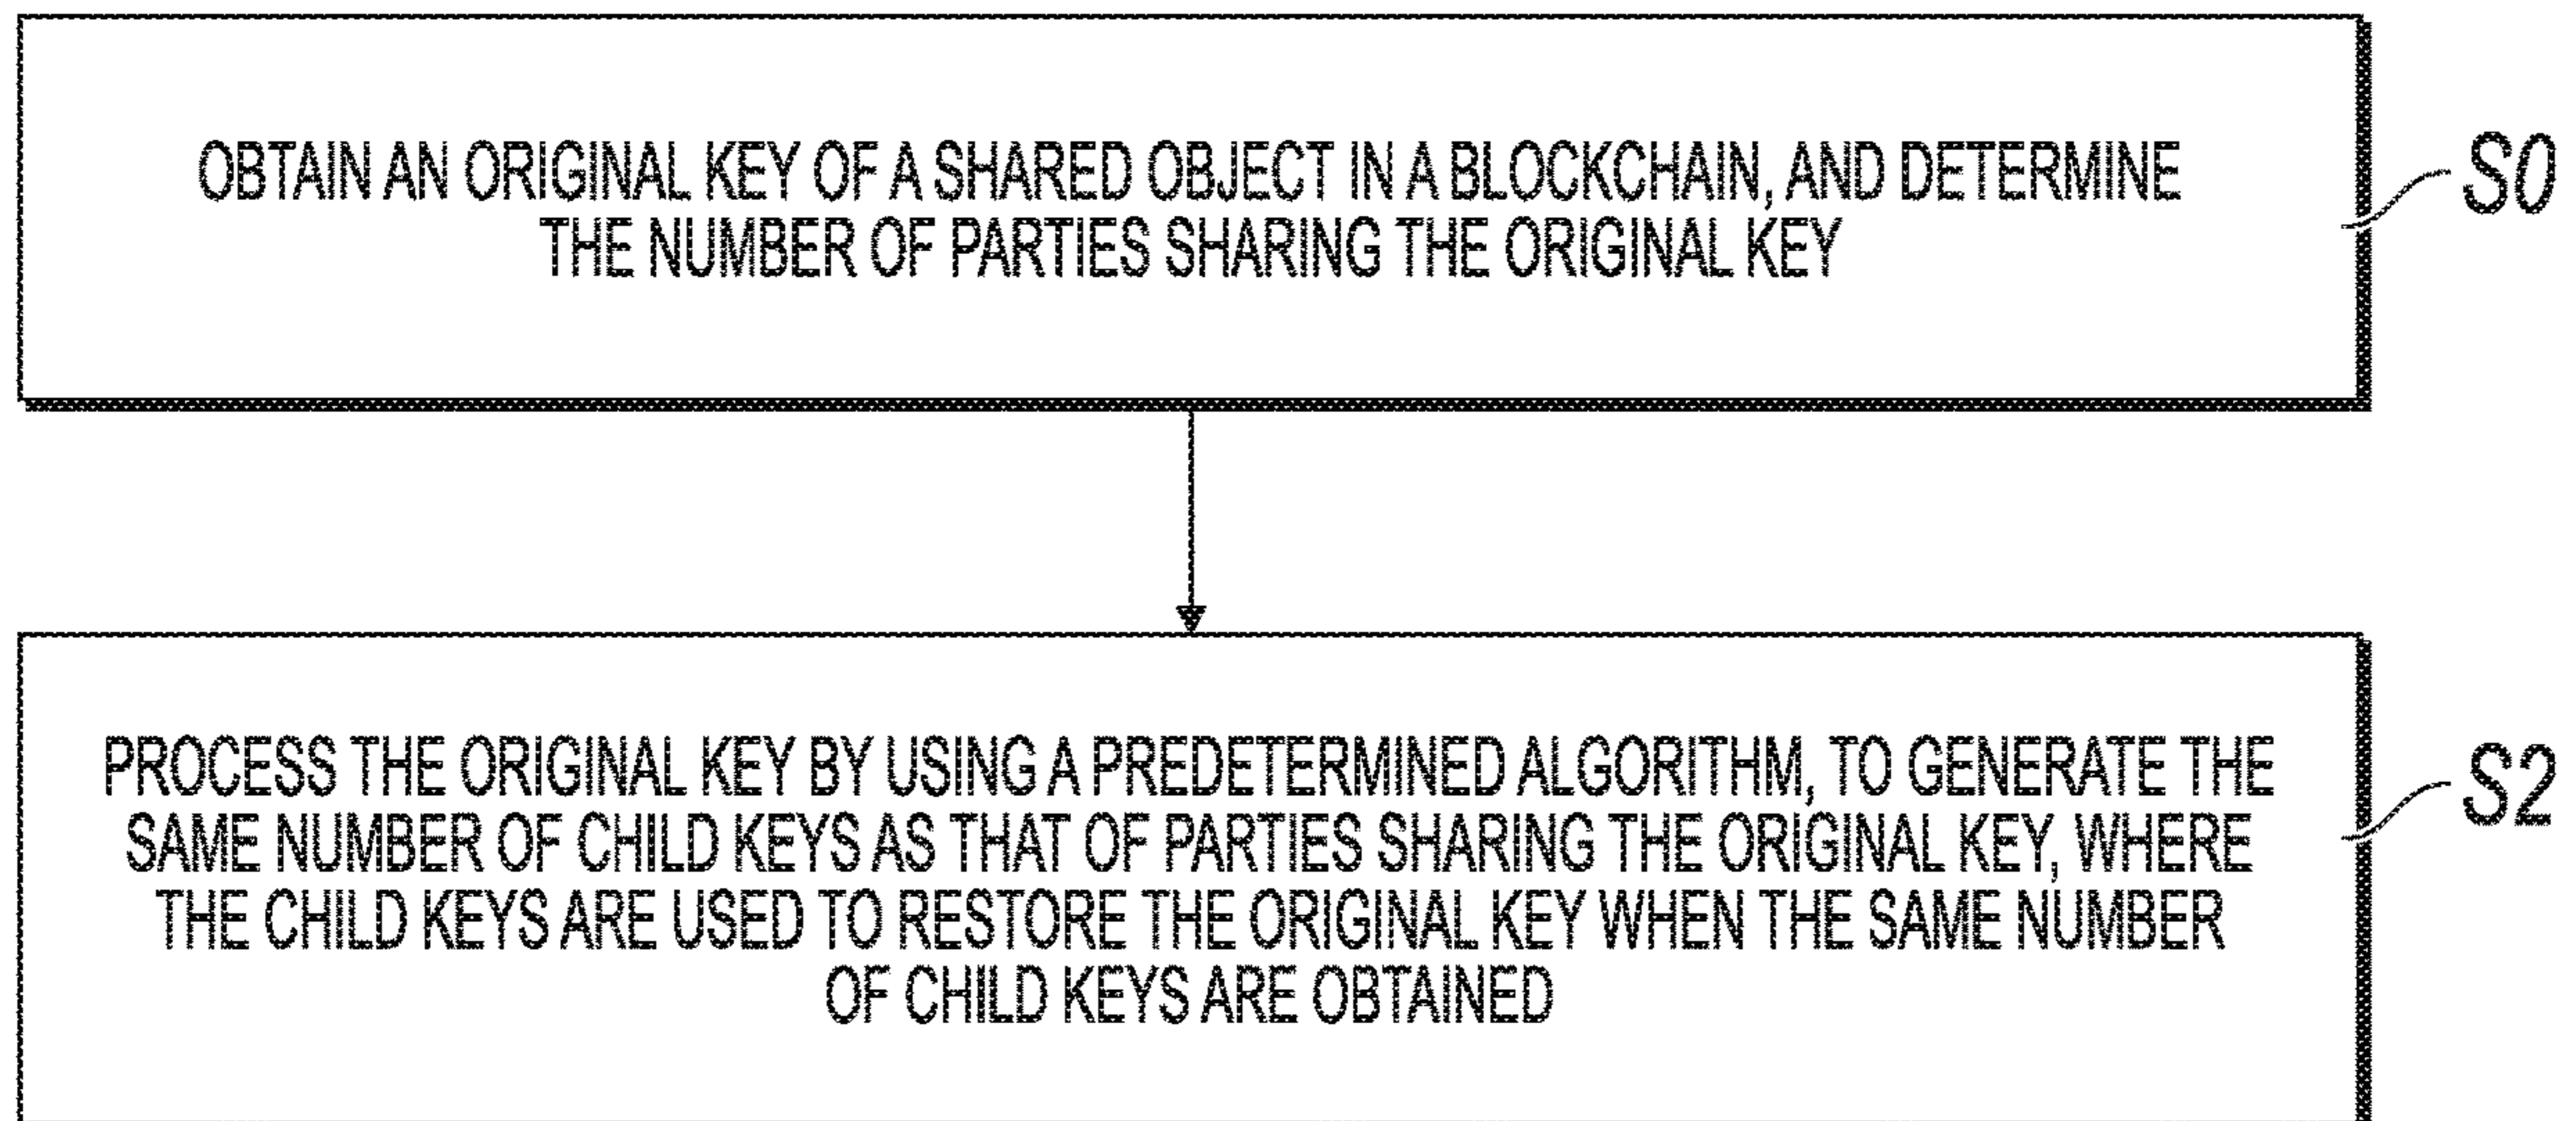 OBTAIN AN ORIGINAL KEY OF A SHARED OBJECT IN A BLOCKCHAIN, AND DETERMINE
THE NUMBER OF PARTIES SHARING THE ORIGINAL KEY
S0
PROCESS THE ORIGINAL KEY BY USING A PREDETERMINED ALGORITHM, TO GENERATE THE
SAME NUMBER OF CHILD KEYS AS THAT OF PARTIES SHARING THE ORIGINAL KEY, WHERE
THE CHILD KEYS ARE USED TO RESTORE THE ORIGINAL KEY WHEN THE SAME NUMBER
OF CHILD KEYS ARE OBTAINED
S2